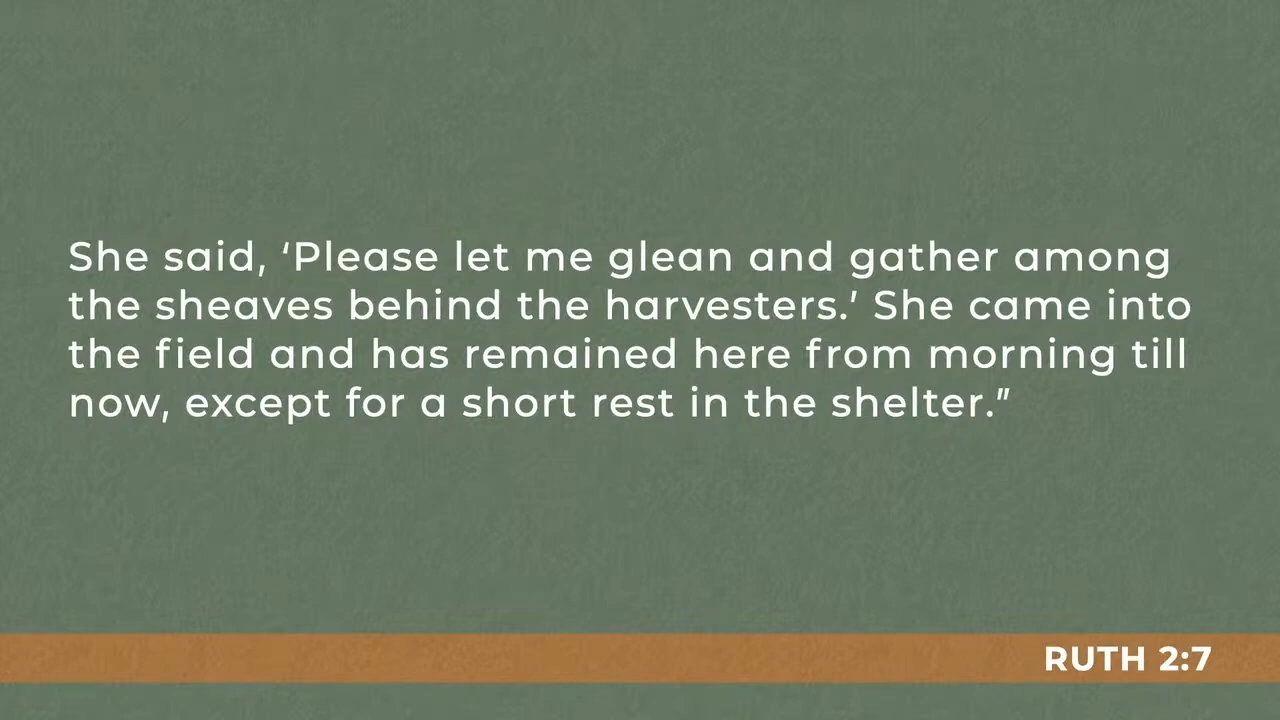 She said, ‘Please let me glean and gather among
the sheaves behind the harvesters.’ She came into
the field and has remained here from morning till
now, except for a short rest in the shelter.”
RUTH 2:7